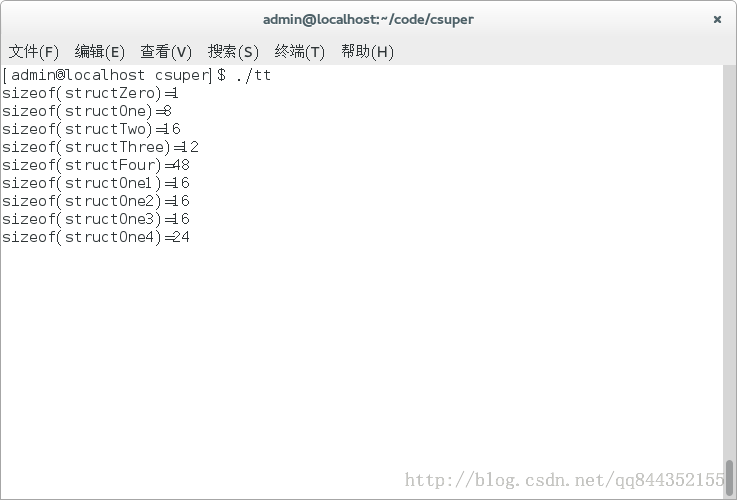 admin@localhost:~/code/csuper
文件(F) 编辑(E) 查看(V) 搜索(S) 终端(T) 帮助(H)
[admin@localhost csuper]$ ./tt
sizeof(structZero)=1
sizeof(structOne)=8
sizeof(structTwo)=16
sizeof(structThree)=12
sizeof(structFour)=48
sizeof(structOne1)=16
sizeof(structOne2)=16
sizeof(structOne3)=16
sizeof(structOne4)=24
http://blog.csdn.net/qq844352155